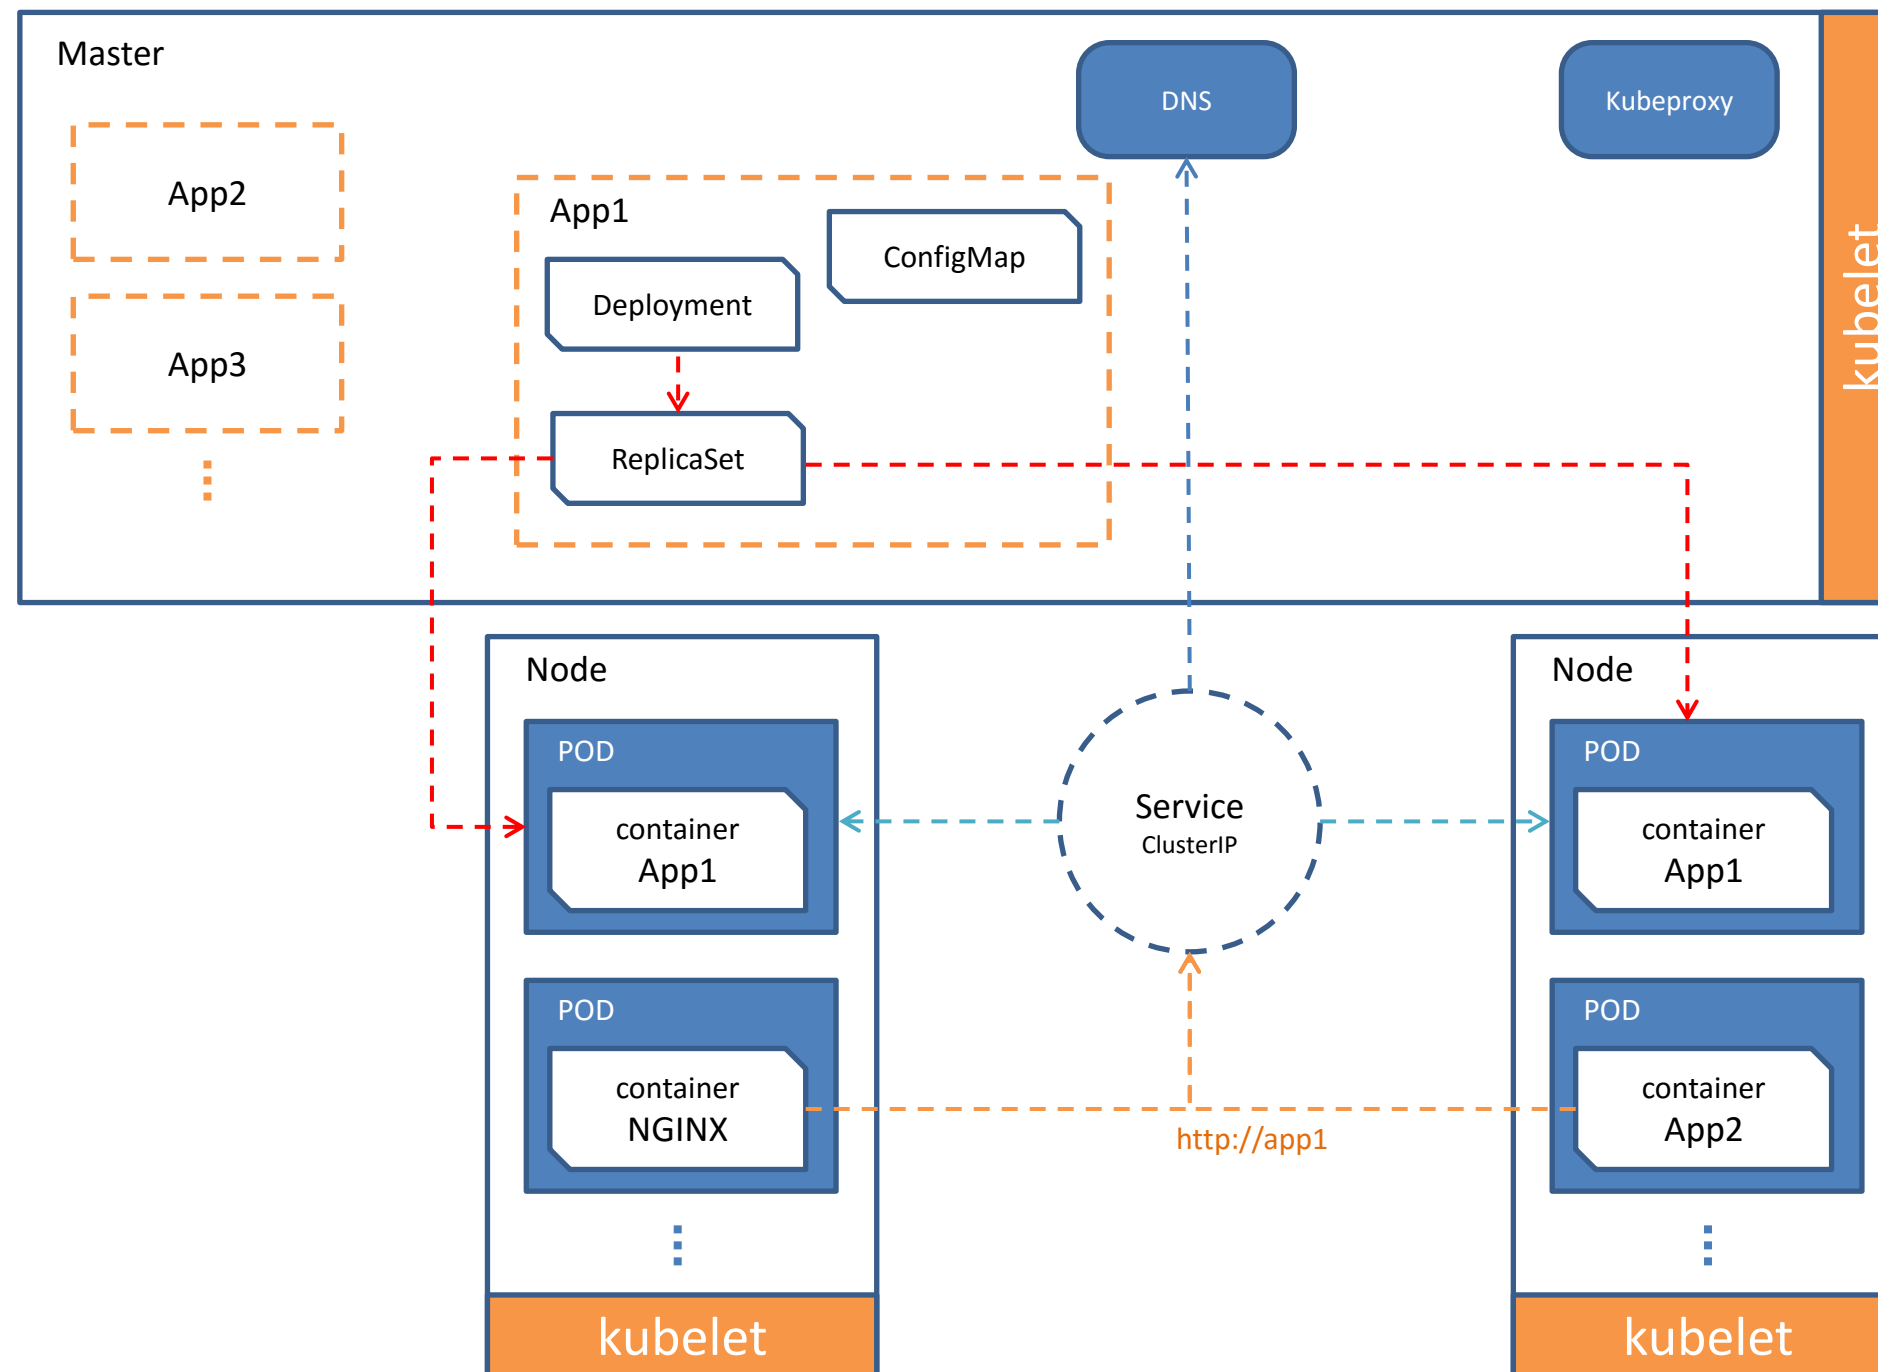 Master
DNS
Kubeproxy
kubelet
App2
App3
App1
ConfigMap
Deployment
ReplicaSet
Node
POD
container
App1
POD
container
NGINX
kubelet
Service
ClusterIP
http://app1
Node
POD
container
App1
POD
container
App2
kubelet